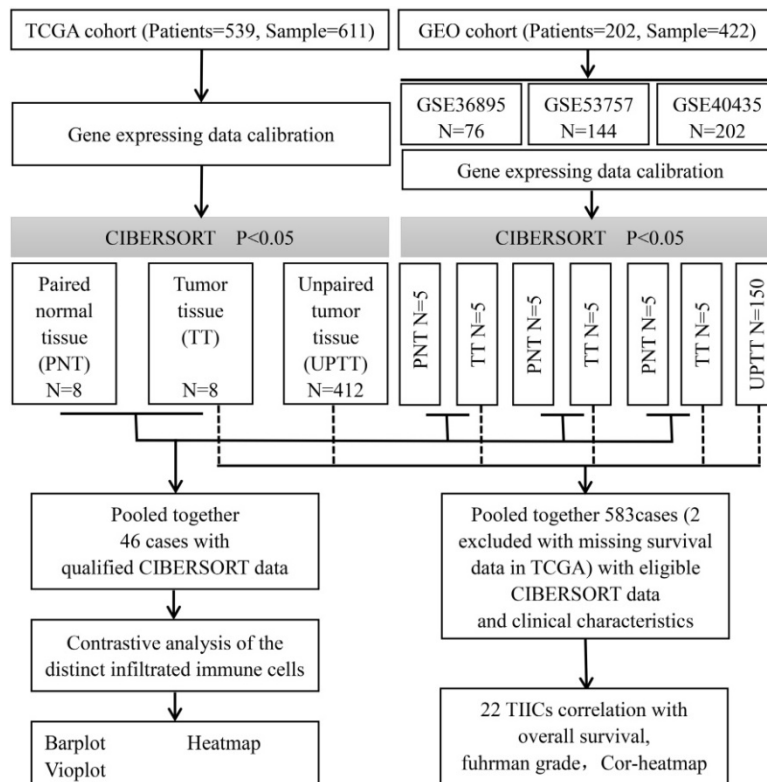 TCGA cohort (Patients=539, Sample=611)
GEO cohort (Patients=202, Sample=422)
GSE36895
N=76
GSE53757
N=144
GSE40435
N=202
Gene expressing data calibration
Gene expressing data calibration
CIBERSORT P<0.05
CIBERSORT P<0.05
Paired
normal
tissue
(PNT)
N=8
Tumor
tissue
(TT)
N=8
Unpaired
tumor
tissue
(UPTT)
N=412
PNT N=5
TT N=5
PNT N=5
TT N=5
PNT N=5
TT N=5
UPTT N=150
Pooled together
46 cases with
qualified CIBERSORT data
Pooled together 583cases (2
excluded with missing survival
data in TCGA) with eligible
CIBERSORT data
and clinical characteristics
Contrastive analysis of the
distinct infiltrated immune cells
22 TIICs correlation with
overall survival,
fuhrman grade，Cor-heatmap
Barplot Heatmap
Vioplot